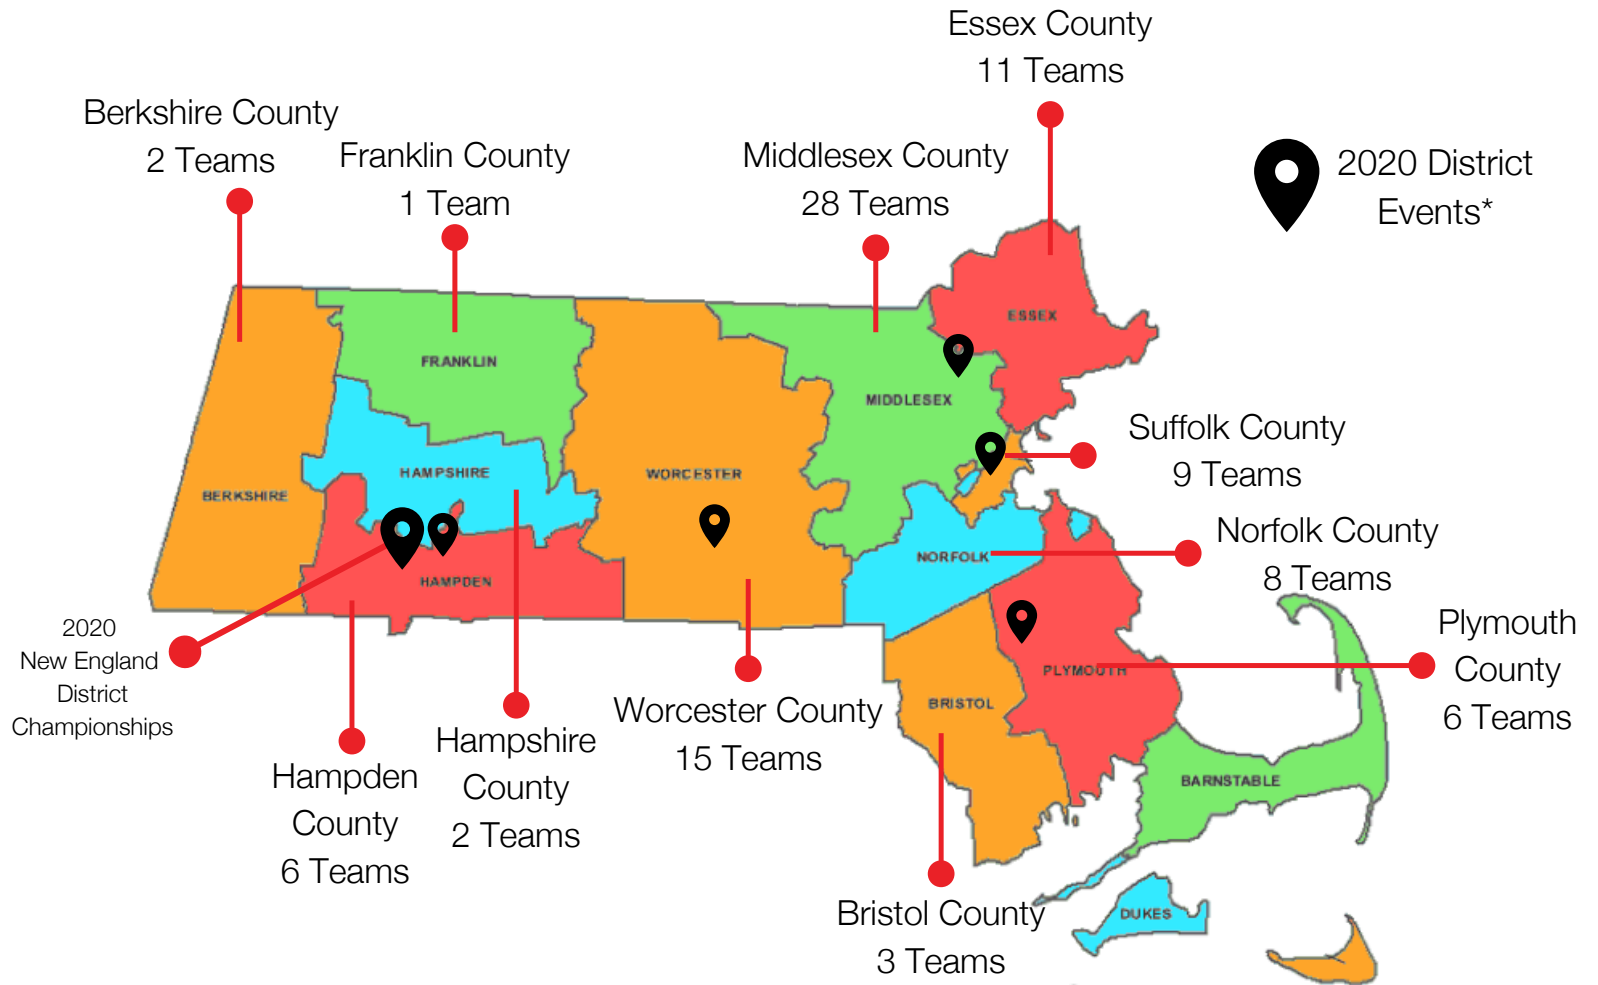 Essex County
11 Teams
Berkshire County
2 Teams
Franklin County
1 Team
Middlesex County
28 Teams
2020 District
Events*
ESSEX
FRANKLIN
MIDDLESEX
Suffolk County
9 Teams
HAMPSHIRE
WORCESTER
BERKSHIRE
Norfolk County
8 Teams
NORFOLK
HAMPDEN
2020
New England
District
Championships
Plymouth
County
6 Teams
PLYMOUTH
BRISTOL
Worcester County
15 Teams
Hampshire
County
2 Teams
Hampden
County
6 Teams
BARNSTABLE
Bristol County
3 Teams
DUKES